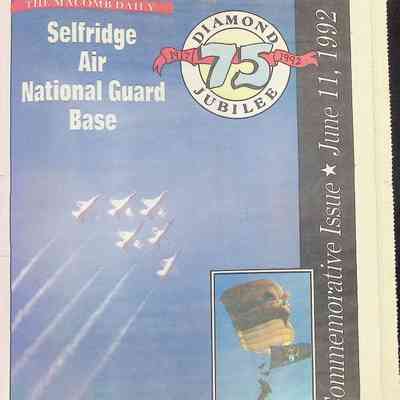 THE MACOMB DAILY
Selfridge
Air
National Guard
Base
DIAMOND
1917 75 1992
JUBILEE
Commemorative Issue ★ June 11, 1992